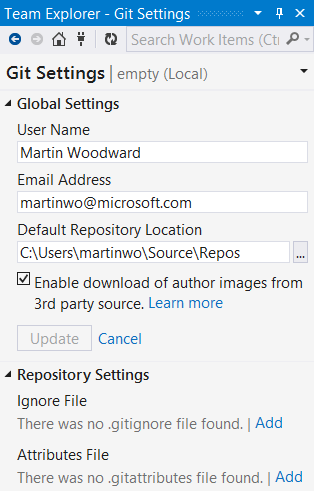 Team Explorer - Git Settings
Search Work Items (Ctr
Git Settings | empty (Local)
Global Settings
User Name
Martin Woodward
Email Address
martinwo@microsoft.com
Default Repository Location
C:\Users\martinwo\Source\Repos
...
Enable download of author images from
3rd party source. Learn more
Update Cancel
Repository Settings
Ignore File
There was no .gitignore file found. | Add
Attributes File
There was no .gitattributes file found. | Add